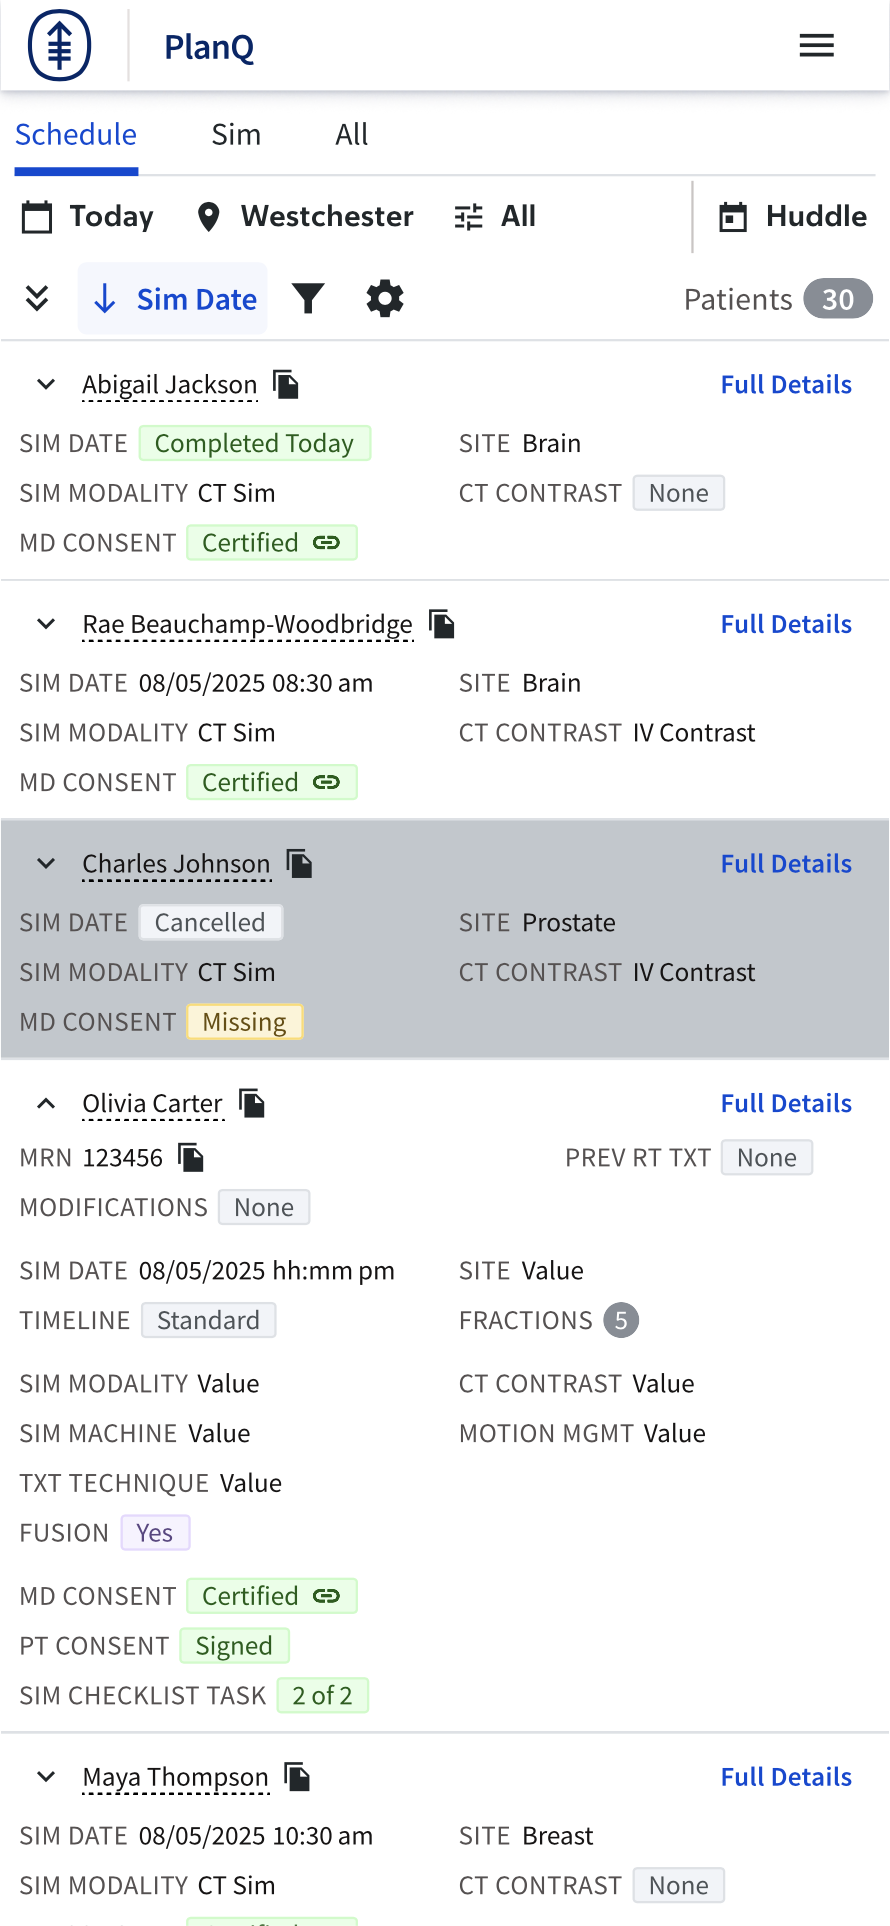 PlanQ
Schedule Sim All
Today Westchester All Huddle
Sim Date Patients 30
Abigail Jackson Full Details
SIM DATE Completed Today SITE Brain
SIM MODALITY CT Sim CT CONTRAST None
MD CONSENT Certified
Rae Beauchamp-Woodbridge Full Details
SIM DATE 08/05/2025 08:30 am SITE Brain
SIM MODALITY CT Sim CT CONTRAST IV Contrast
MD CONSENT Certified
Charles Johnson Full Details
SIM DATE Cancelled SITE Prostate
SIM MODALITY CT Sim CT CONTRAST IV Contrast
MD CONSENT Missing
Olivia Carter Full Details
MRN 123456 PREV RT TXT None
MODIFICATIONS None
SIM DATE 08/05/2025 hh:mm pm SITE Value
TIMELINE Standard FRACTIONS 5
SIM MODALITY Value CT CONTRAST Value
SIM MACHINE Value MOTION MGMT Value
TXT TECHNIQUE Value
FUSION Yes
MD CONSENT Certified
PT CONSENT Signed
SIM CHECKLIST TASK 2 of 2
Maya Thompson Full Details
SIM DATE 08/05/2025 10:30 am SITE Breast
SIM MODALITY CT Sim CT CONTRAST None